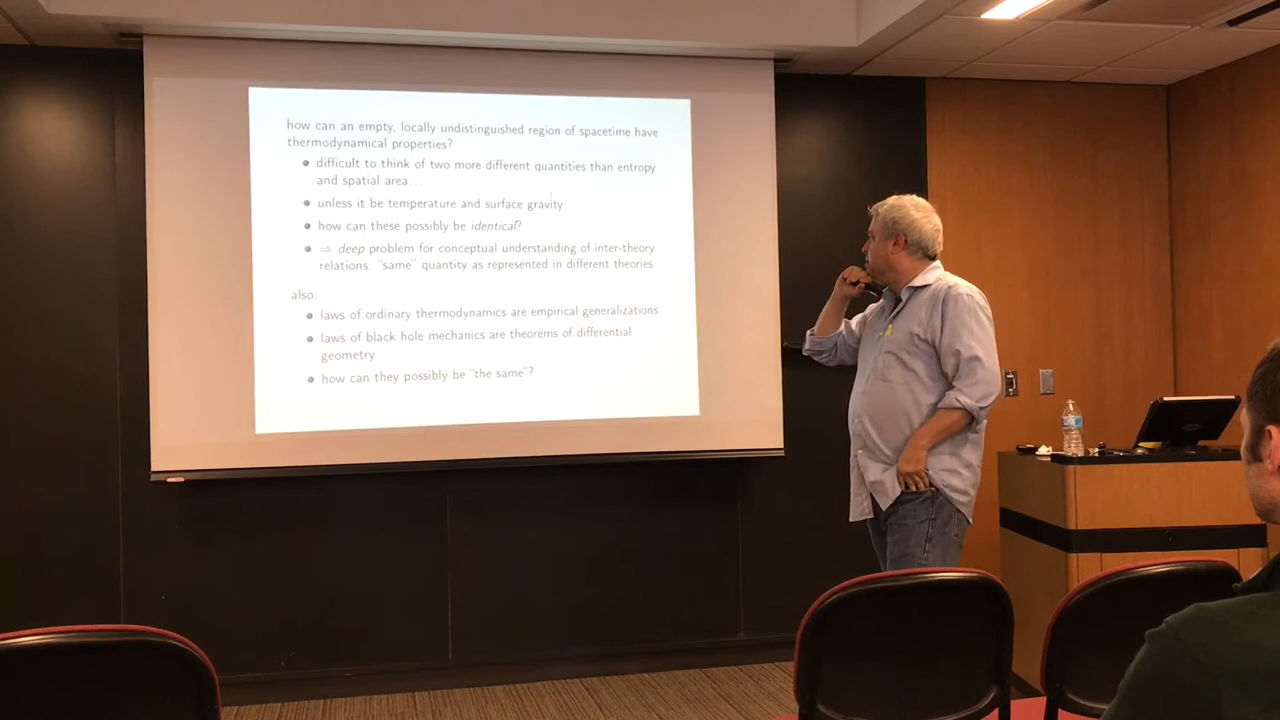 how can an empty, locally undistinguished region of spacetime have
thermodynamical properties?
● difficult to think of two more different quantities than entropy
and spatial area...
● unless it be temperature and surface gravity
● how can these possibly be identical?
● ⇒ deep problem for conceptual understanding of inter-theory
relations: "same" quantity as represented in different theories
also:
● laws of ordinary thermodynamics are empirical generalizations
● laws of black hole mechanics are theorems of differential
geometry
● how can they possibly be "the same"?